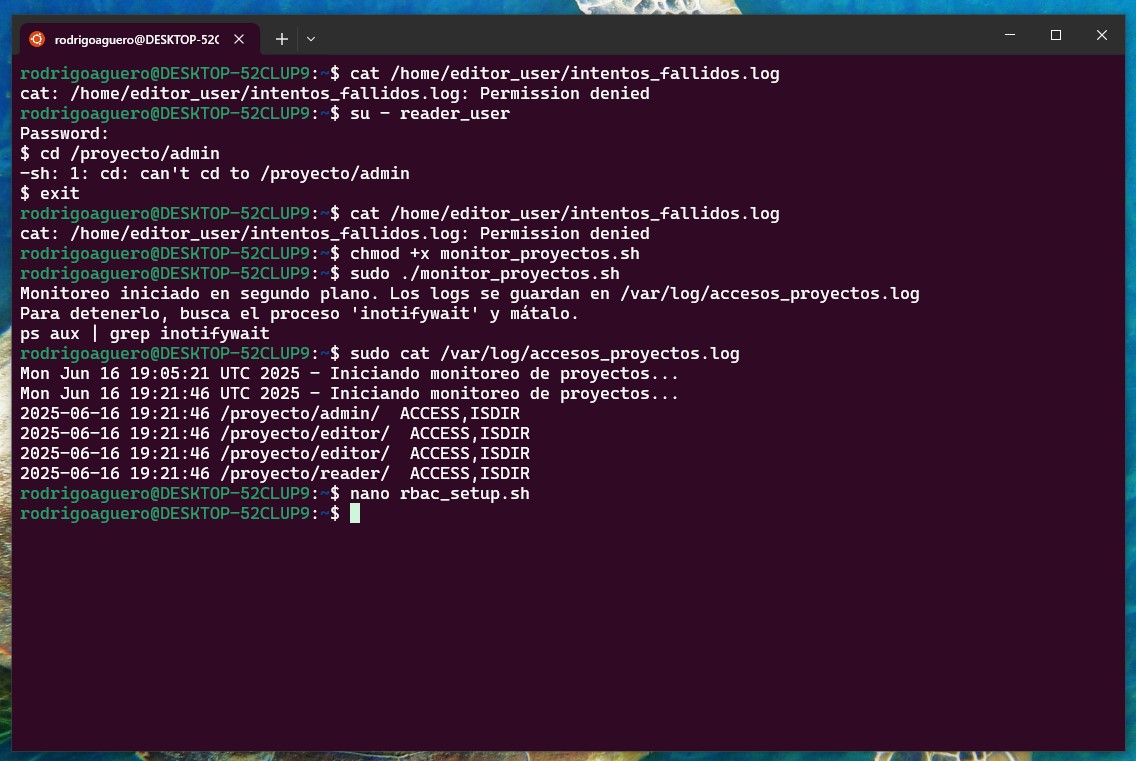 rodrigoaguero@DESKTOP-52C
rodrigoaguero@DESKTOP-52CLUP9:~$ cat /home/editor_user/intentos_fallidos.log
cat: /home/editor_user/intentos_fallidos.log: Permission denied
rodrigoaguero@DESKTOP-52CLUP9:~$ su - reader_user
Password:
$ cd /proyecto/admin
-sh: 1: cd: can't cd to /proyecto/admin
$ exit
rodrigoaguero@DESKTOP-52CLUP9:~$ cat /home/editor_user/intentos_fallidos.log
cat: /home/editor_user/intentos_fallidos.log: Permission denied
rodrigoaguero@DESKTOP-52CLUP9:~$ chmod +x monitor_proyectos.sh
rodrigoaguero@DESKTOP-52CLUP9:~$ sudo ./monitor_proyectos.sh
Monitoreo iniciado en segundo plano. Los logs se guardan en /var/log/accesos_proyectos.log
Para detenerlo, busca el proceso 'inotifywait' y mátalo.
ps aux | grep inotifywait
rodrigoaguero@DESKTOP-52CLUP9:~$ sudo cat /var/log/accesos_proyectos.log
Mon Jun 16 19:05:21 UTC 2025 - Iniciando monitoreo de proyectos...
Mon Jun 16 19:21:46 UTC 2025 - Iniciando monitoreo de proyectos...
2025-06-16 19:21:46 /proyecto/admin/  ACCESS,ISDIR
2025-06-16 19:21:46 /proyecto/editor/  ACCESS,ISDIR
2025-06-16 19:21:46 /proyecto/editor/  ACCESS,ISDIR
2025-06-16 19:21:46 /proyecto/reader/  ACCESS,ISDIR
rodrigoaguero@DESKTOP-52CLUP9:~$ nano rbac_setup.sh
rodrigoaguero@DESKTOP-52CLUP9:~$